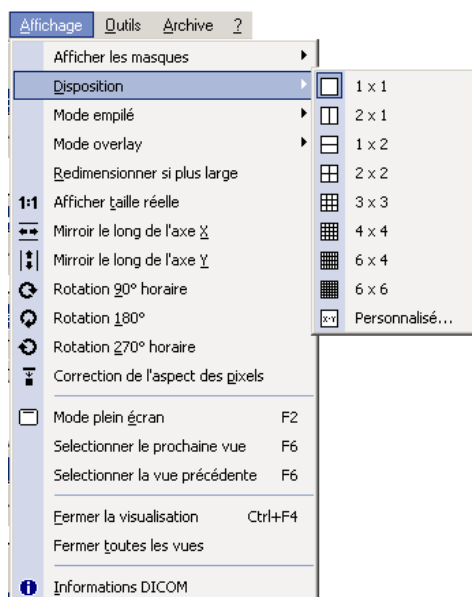 Affichage Outils Archive ?
Afficher les masques
Disposition
Mode empilé
Mode overlay
Redimensionner si plus large
1:1 Afficher taille réelle
Mirroir le long de l'axe X
Mirroir le long de l'axe Y
Rotation 90° horaire
Rotation 180°
Rotation 270° horaire
Correction de l'aspect des pixels
Mode plein écran F2
Selectionner le prochaine vue F6
Selectionner la vue précédente F6
Fermer la visualisation Ctrl+F4
Fermer toutes les vues
Informations DICOM
1 x 1
2 x 1
1 x 2
2 x 2
3 x 3
4 x 4
6 x 4
6 x 6
X·Y Personnalisé...